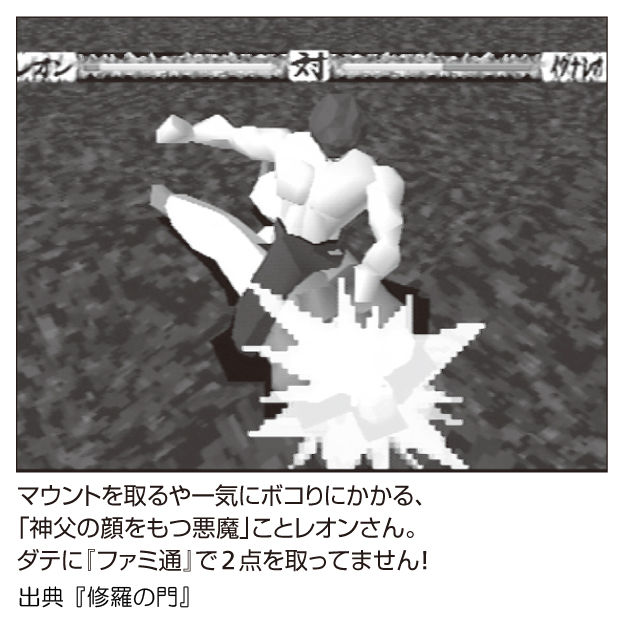 レオン 対 イグナシオ
マウントを取るや一気にボコりにかかる、
「神父の顔をもつ悪魔」ことレオンさん。
ダテに『ファミ通』で2点を取ってません!
出典『修羅の門』